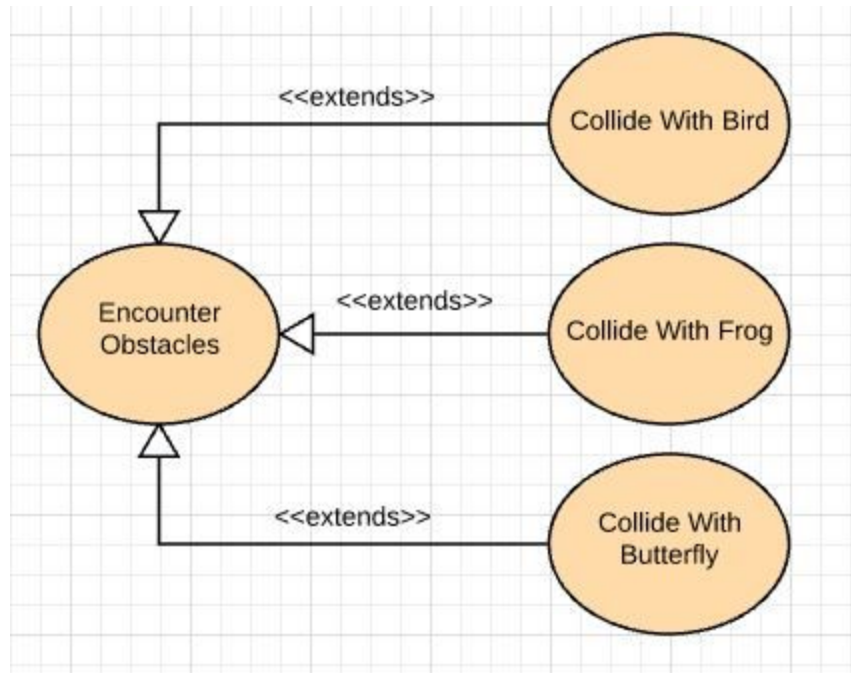 <<extends>>
Collide With Bird
Encounter
Obstacles
<<extends>>
Collide With Frog
<<extends>>
Collide With
Butterfly